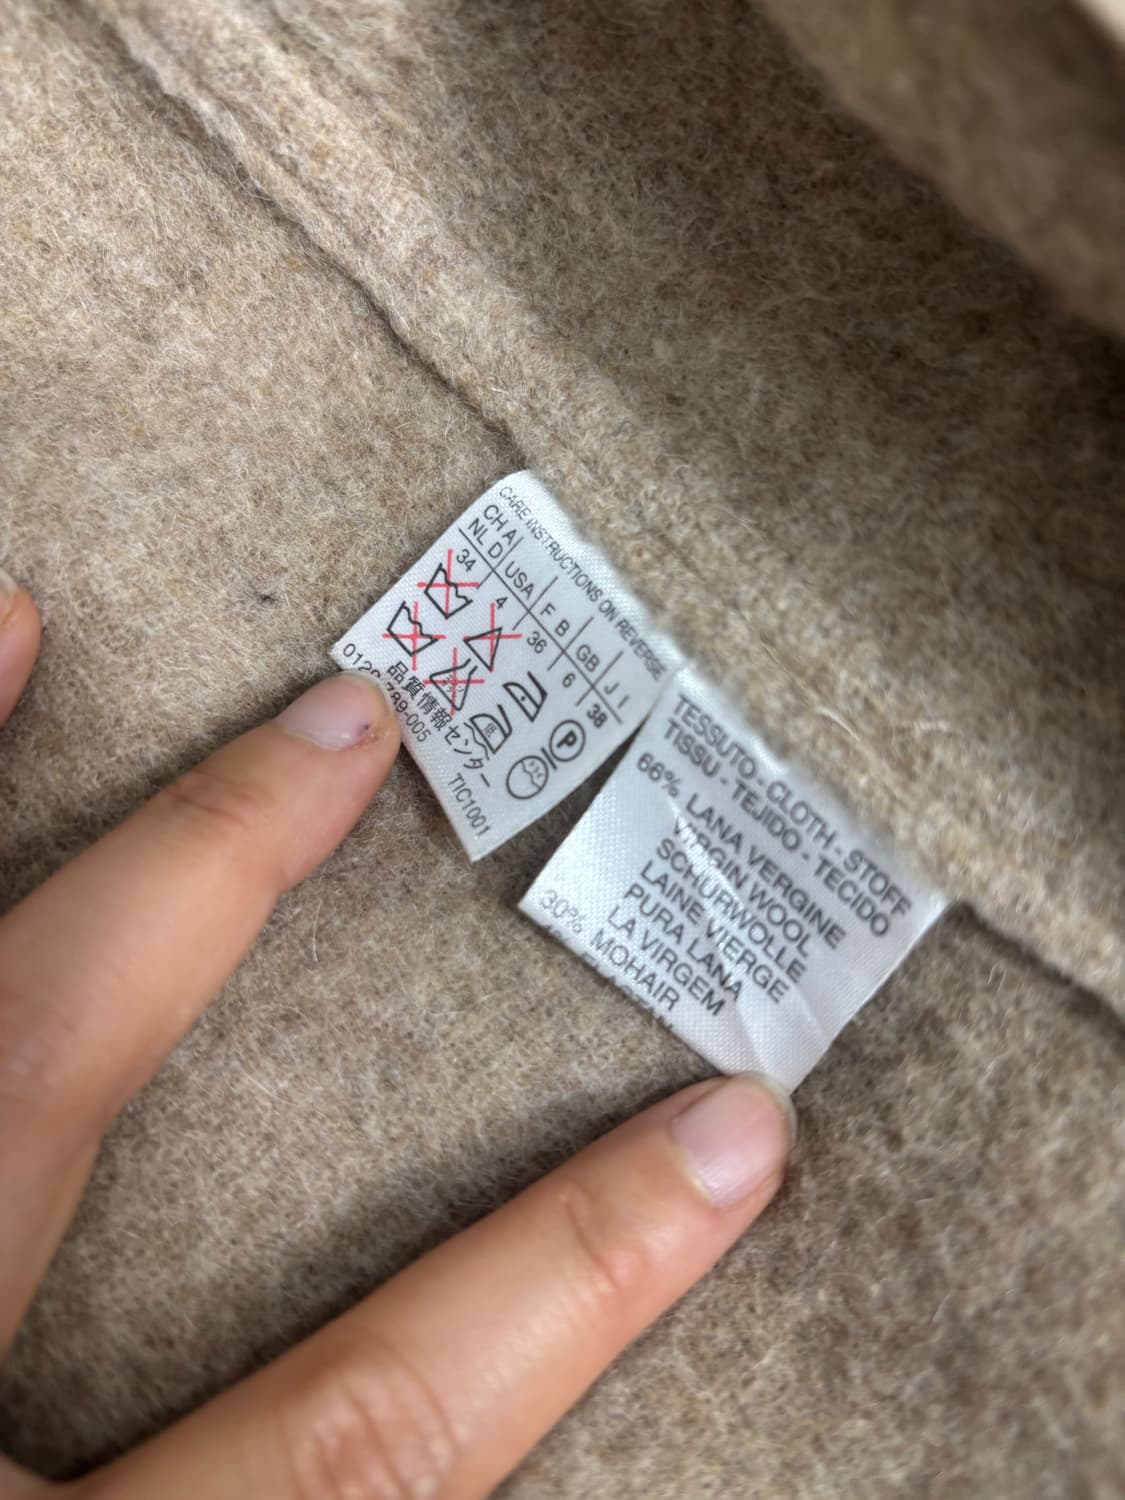 CARE INSTRUCTIONS ON REVERSE
CH A USA F B GB J I
NL D
34 4 36 6 38
P
品質情報センター
789-005 TIC1001
TESSUTO - CLOTH - STOFF
TISSU - TEJIDO - TECIDO
66% LANA VERGINE
VIRGIN WOOL
SCHURWOLLE
LAINE VIERGE
PURA LANA
LA VIRGEM
30% MOHAIR